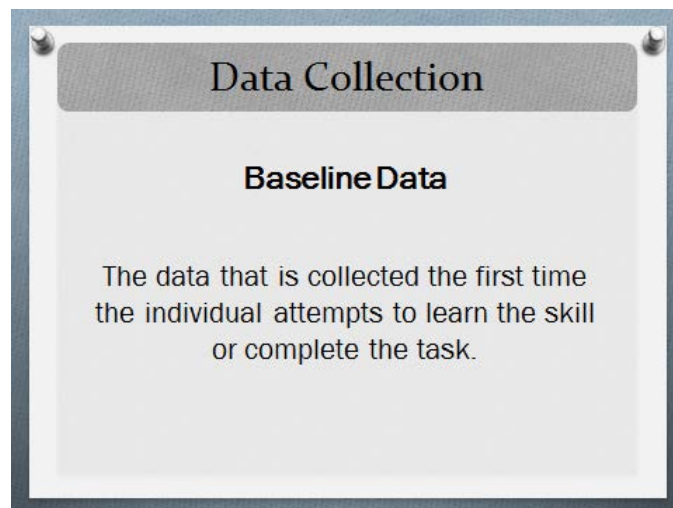 Data Collection
Baseline Data
The data that is collected the first time
the individual attempts to learn the skill
or complete the task.